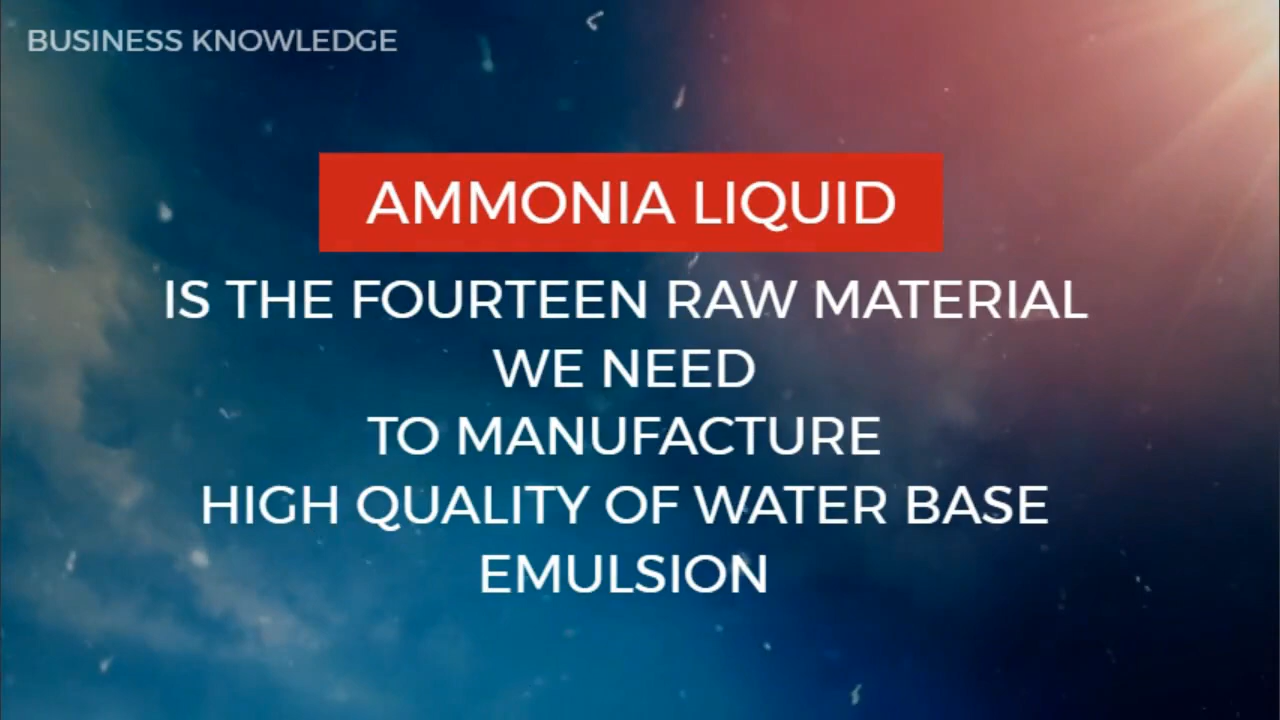 BUSINESS KNOWLEDGE
AMMONIA LIQUID
IS THE FOURTEEN RAW MATERIAL
WE NEED
TO MANUFACTURE
HIGH QUALITY OF WATER BASE
EMULSION